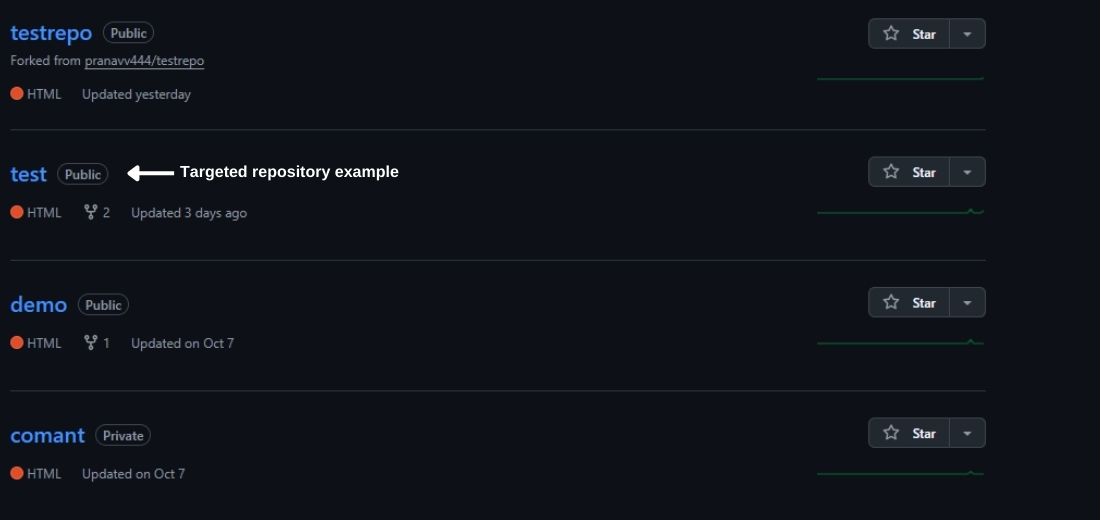 testrepo Public Star
Forked from pranavv444/testrepo
HTML Updated yesterday
test Public Targeted repository example Star
HTML 2 Updated 3 days ago
demo Public Star
HTML 1 Updated on Oct 7
comant Private Star
HTML Updated on Oct 7